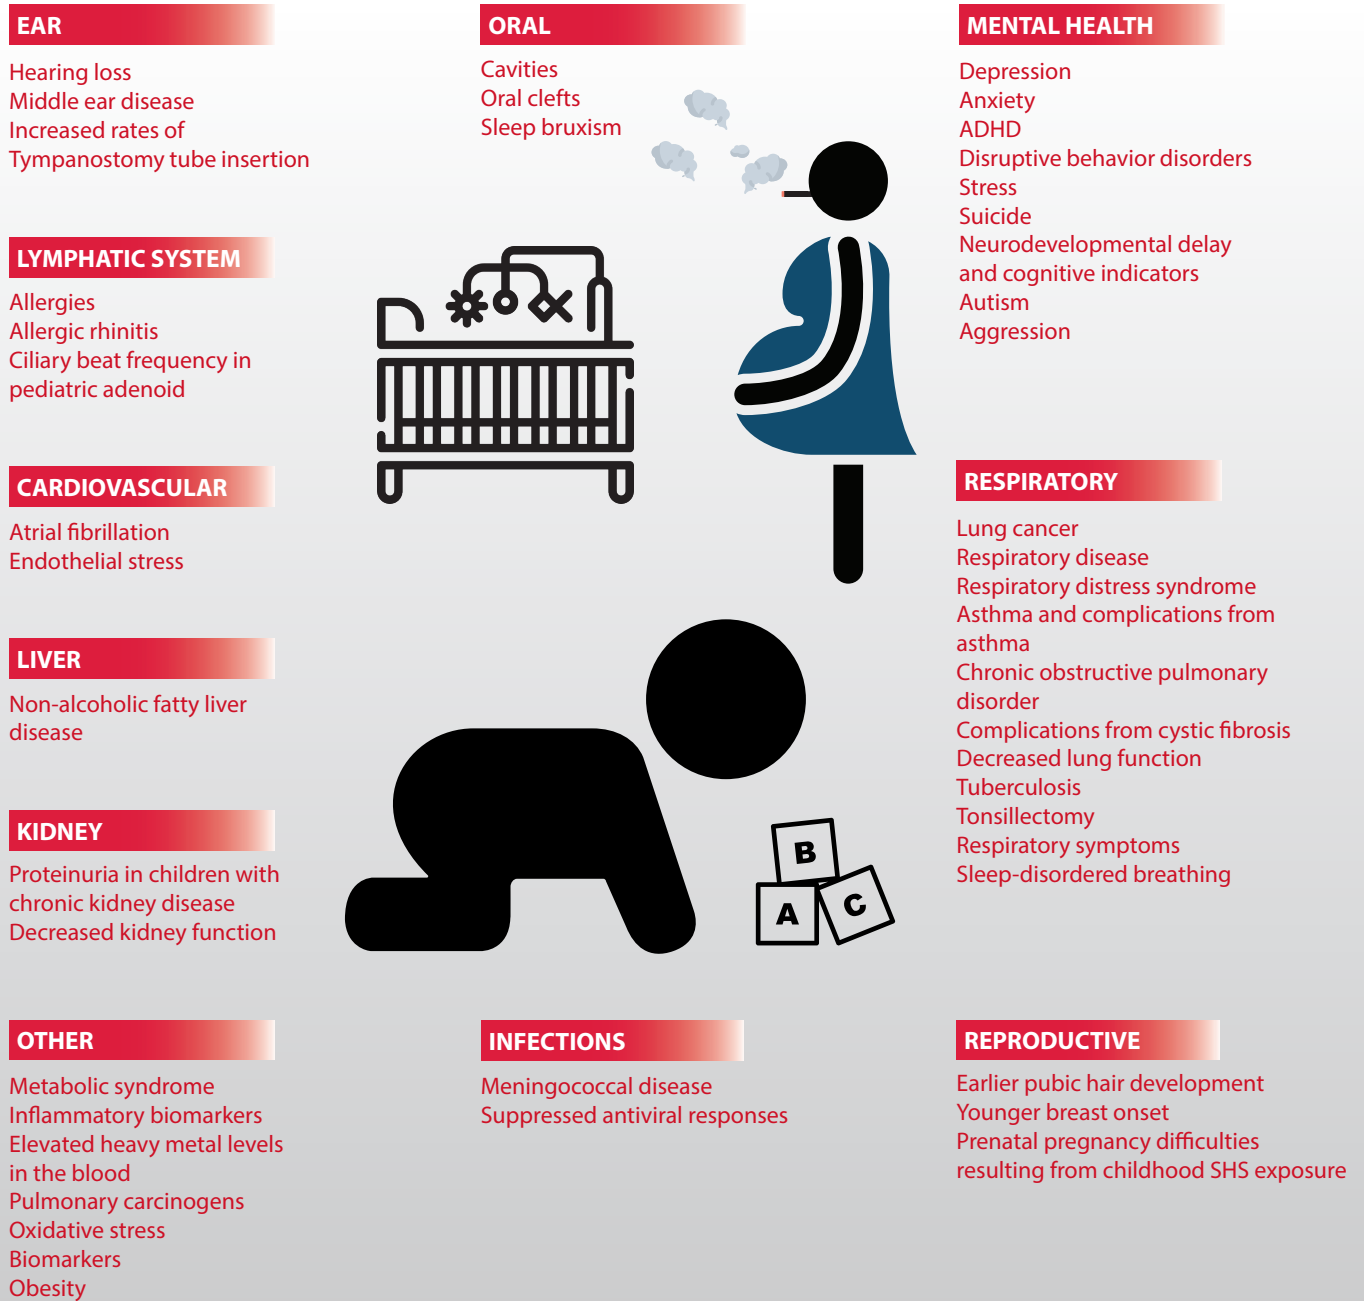 EAR
Hearing loss
Middle ear disease
Increased rates of
Tympanostomy tube insertion
ORAL
Cavities
Oral clefts
Sleep bruxism
MENTAL HEALTH
Depression
Anxiety
ADHD
Disruptive behavior disorders
Stress
Suicide
Neurodevelopmental delay
and cognitive indicators
Autism
Aggression
LYMPHATIC SYSTEM
Allergies
Allergic rhinitis
Ciliary beat frequency in
pediatric adenoid
CARDIOVASCULAR
Atrial fibrillation
Endothelial stress
RESPIRATORY
Lung cancer
Respiratory disease
Respiratory distress syndrome
Asthma and complications from
asthma
Chronic obstructive pulmonary
disorder
Complications from cystic fibrosis
Decreased lung function
Tuberculosis
Tonsillectomy
Respiratory symptoms
Sleep-disordered breathing
LIVER
Non-alcoholic fatty liver
disease
KIDNEY
Proteinuria in children with
chronic kidney disease
Decreased kidney function
B
A
C
OTHER
Metabolic syndrome
Inflammatory biomarkers
Elevated heavy metal levels
in the blood
Pulmonary carcinogens
Oxidative stress
Biomarkers
Obesity
INFECTIONS
Meningococcal disease
Suppressed antiviral responses
REPRODUCTIVE
Earlier pubic hair development
Younger breast onset
Prenatal pregnancy difficulties
resulting from childhood SHS exposure